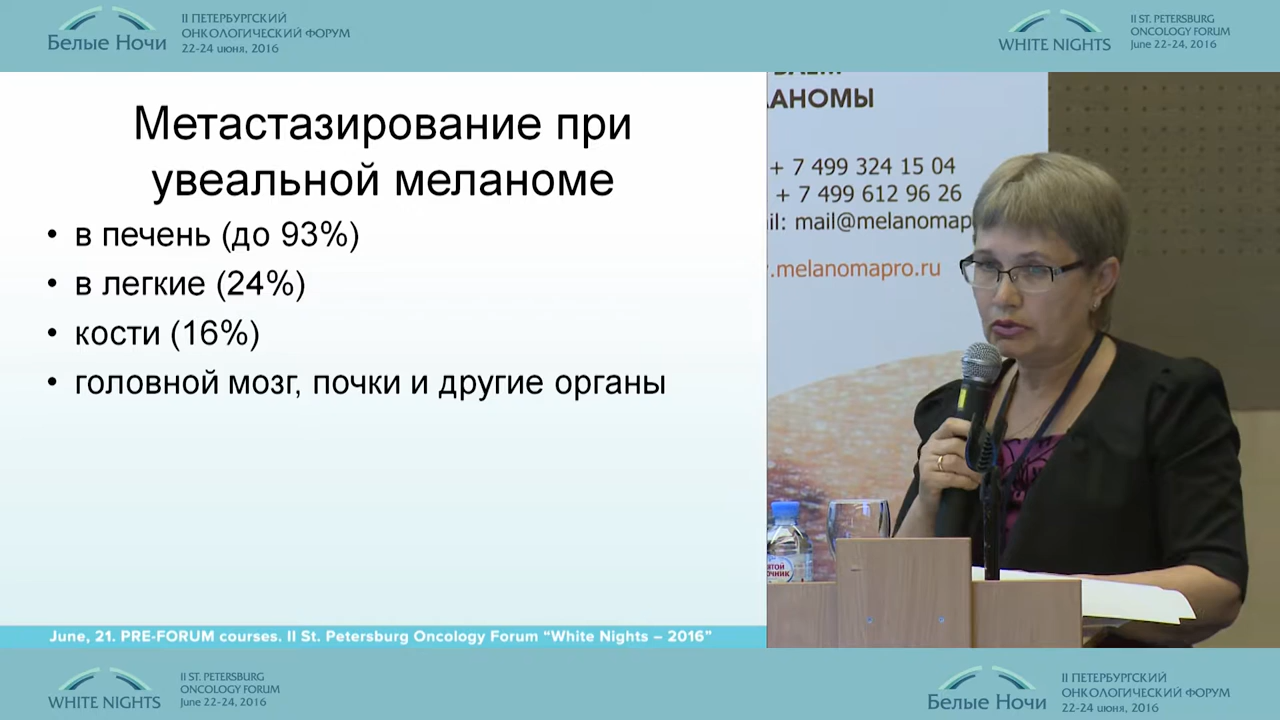 Белые Ночи
II ПЕТЕРБУРГСКИЙ
ОНКОЛОГИЧЕСКИЙ ФОРУМ
22-24 июня, 2016
WHITE NIGHTS
II ST. PETERSBURG
ONCOLOGY FORUM
June 22-24, 2016
Метастазирование при
увеальной меланоме
• в печень (до 93%)
• в легкие (24%)
• кости (16%)
• головной мозг, почки и другие органы
ЛАНОМЫ
+ 7 499 324 15 04
+ 7 499 612 96 26
il: mail@melanomap
.melanomapro.ru
June, 21. PRE-FORUM courses. II St. Petersburg Oncology Forum “White Nights – 2016”
WHITE NIGHTS
II ST. PETERSBURG
ONCOLOGY FORUM
June 22-24, 2016
Белые Ночи
II ПЕТЕРБУРГСКИЙ
ОНКОЛОГИЧЕСКИЙ ФОРУМ
22-24 июня, 2016